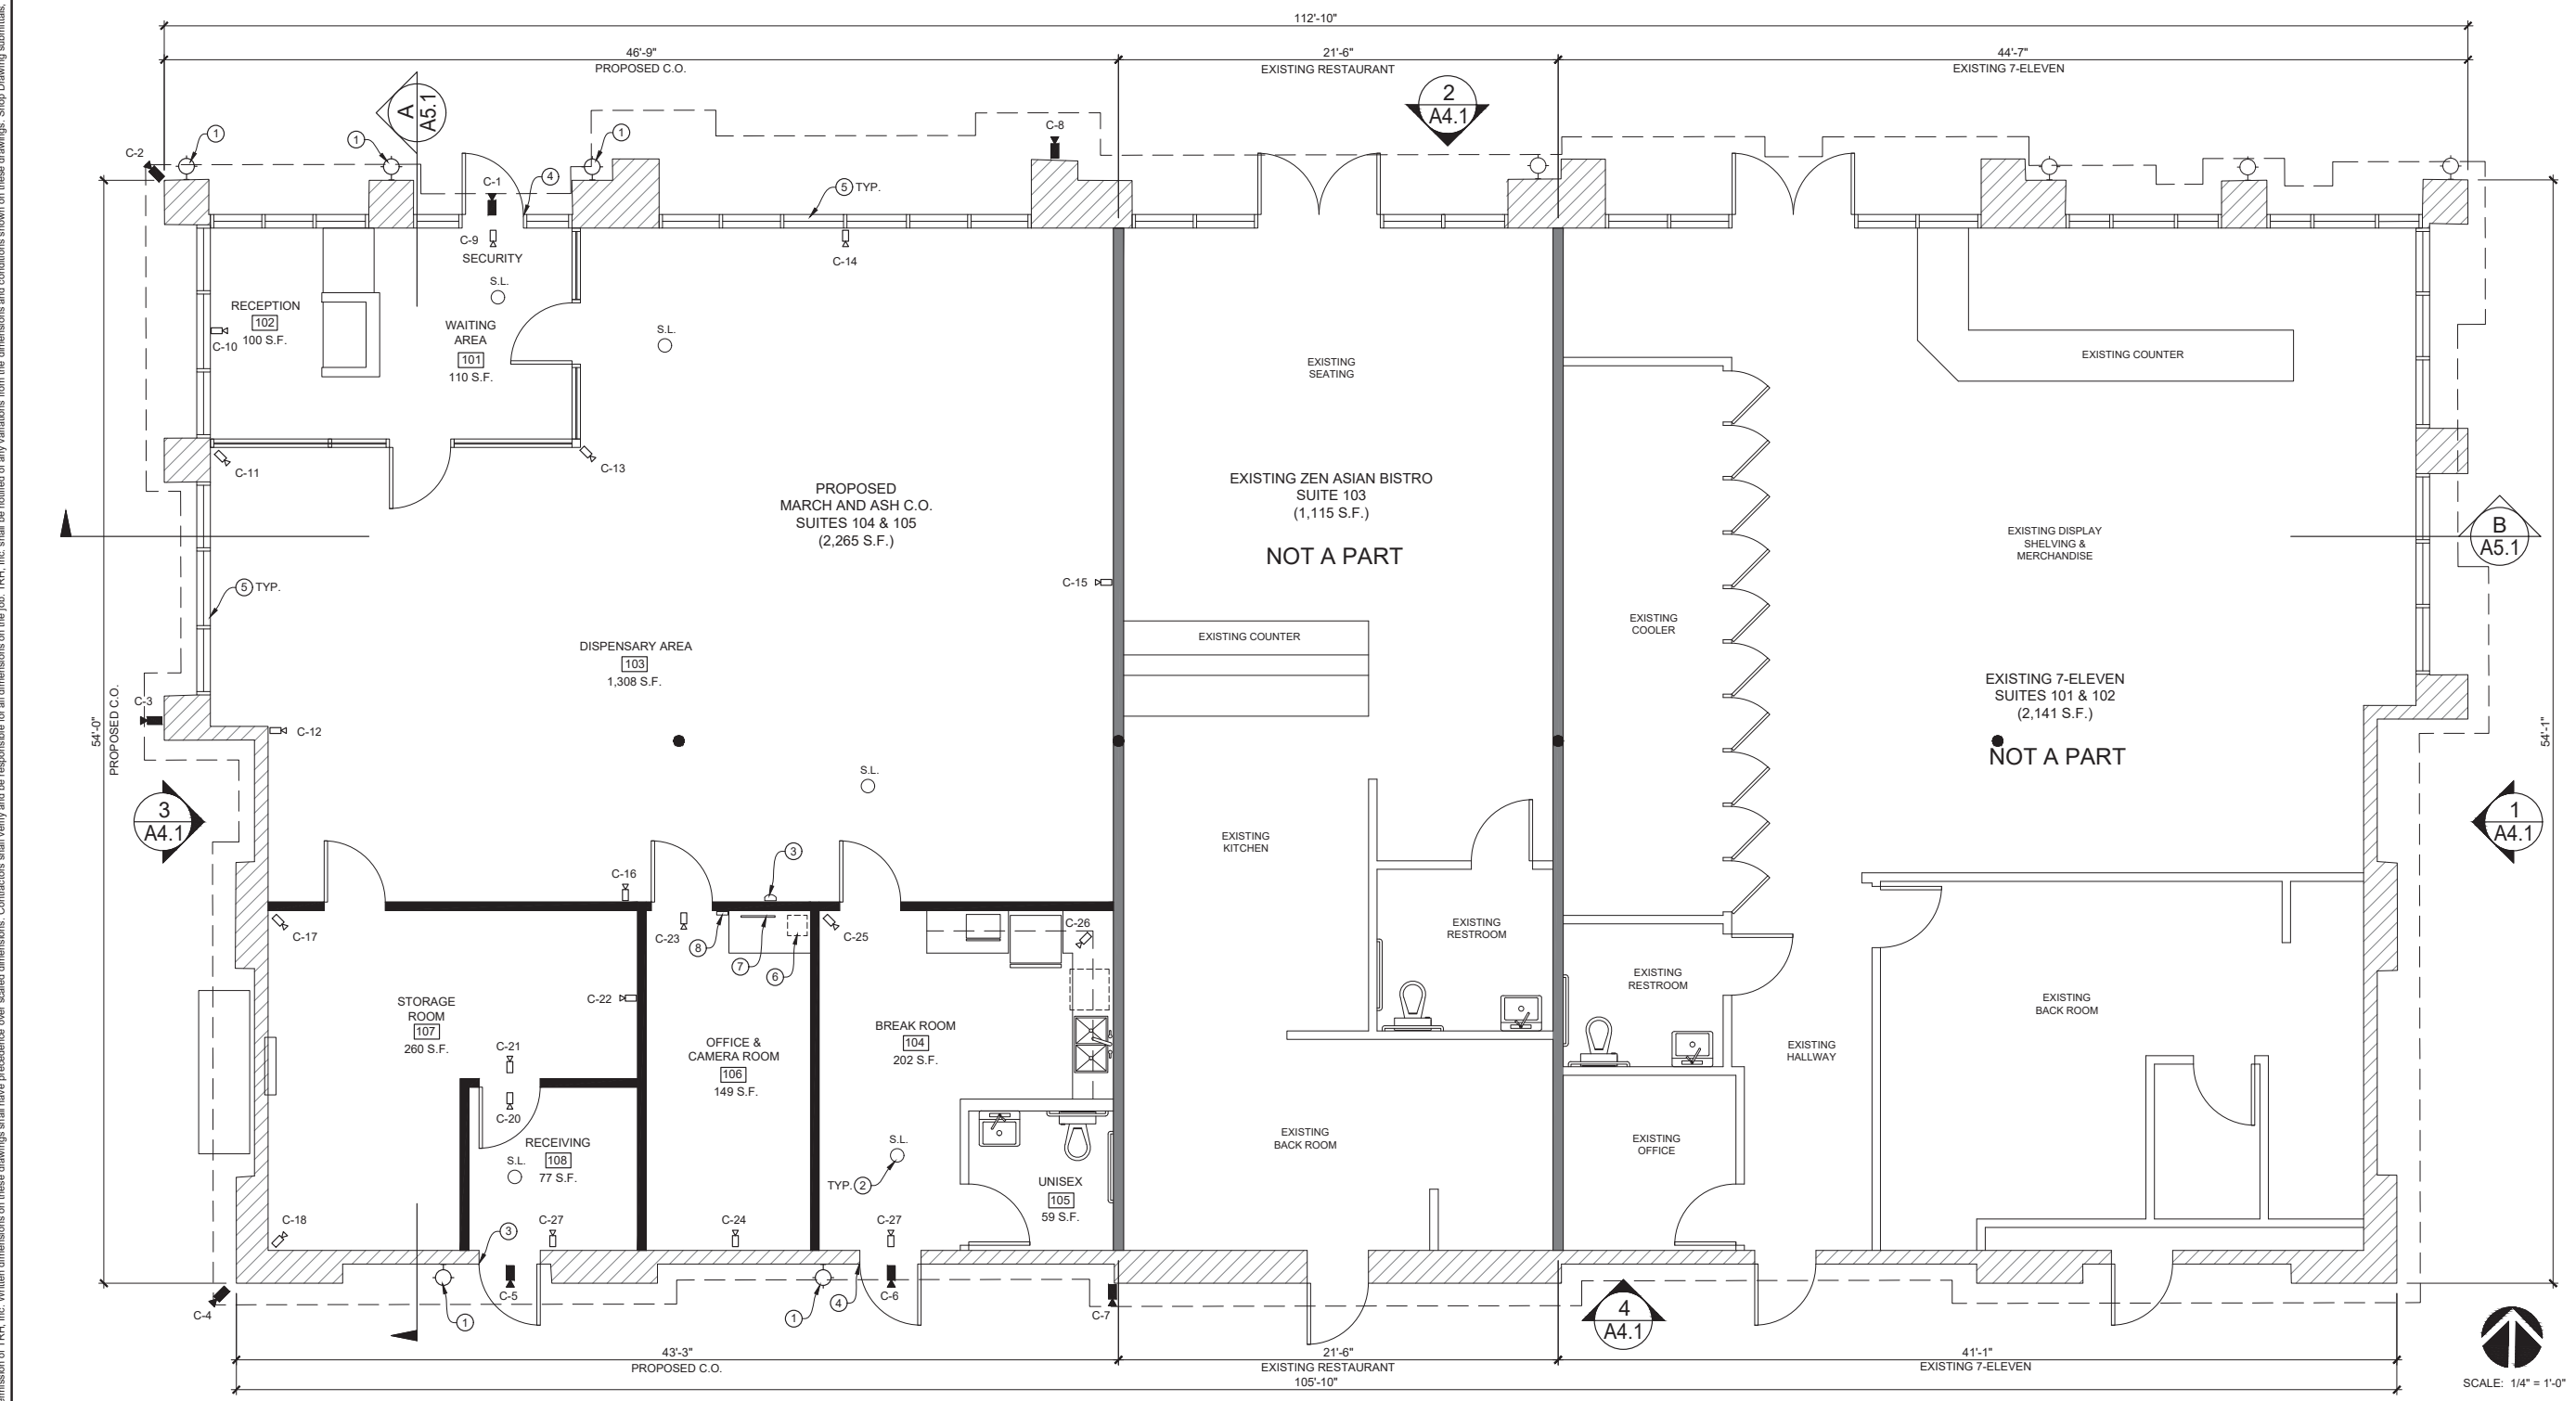 112'-10"
46'-9"
PROPOSED C.O.
21'-6"
EXISTING RESTAURANT
44'-7"
EXISTING 7-ELEVEN
A
A5.1
2
A4.1
C-2
1
1
1
C-8
C-1
4
5 TYP.
C-9
SECURITY
C-14
S.L.
RECEPTION
102
100 S.F.
C-10
WAITING
AREA
101
110 S.F.
S.L.
EXISTING
SEATING
EXISTING COUNTER
C-11
C-13
PROPOSED
MARCH AND ASH C.O.
SUITES 104 & 105
(2,265 S.F.)
EXISTING ZEN ASIAN BISTRO
SUITE 103
(1,115 S.F.)
NOT A PART
EXISTING DISPLAY
SHELVING &
MERCHANDISE
B
A5.1
5 TYP.
C-15
EXISTING
COOLER
EXISTING COUNTER
DISPENSARY AREA
103
1,308 S.F.
EXISTING 7-ELEVEN
SUITES 101 & 102
(2,141 S.F.)
NOT A PART
C-3
C-12
54'-0"
PROPOSED C.O.
54'-1"
S.L.
3
A4.1
1
A4.1
EXISTING
KITCHEN
3
C-16
C-17
C-23
8
7
6
C-25
C-26
EXISTING
RESTROOM
EXISTING
RESTROOM
STORAGE
ROOM
107
260 S.F.
C-22
C-21
C-20
OFFICE &
CAMERA ROOM
106
149 S.F.
BREAK ROOM
104
202 S.F.
EXISTING
HALLWAY
EXISTING
BACK ROOM
RECEIVING
108
77 S.F.
S.L.
S.L.
TYP. 2
UNISEX
105
59 S.F.
EXISTING
BACK ROOM
EXISTING
OFFICE
C-18
C-27
3
C-24
C-27
C-4
C-5
1
1
4
C-6
C-7
4
A4.1
43'-3"
PROPOSED C.O.
21'-6"
EXISTING RESTAURANT
41'-1"
EXISTING 7-ELEVEN
105'-10"
SCALE: 1/4" = 1'-0"